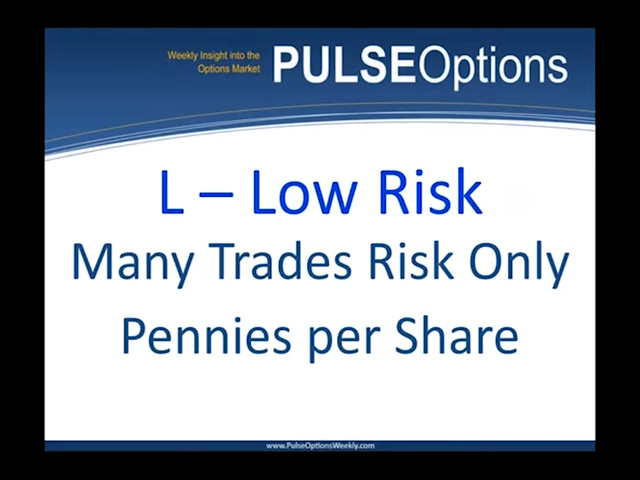 Weekly Insight into the
Options Market
PULSEOptions
L – Low Risk
Many Trades Risk Only
Pennies per Share
www.PulseOptionsWeekly.com